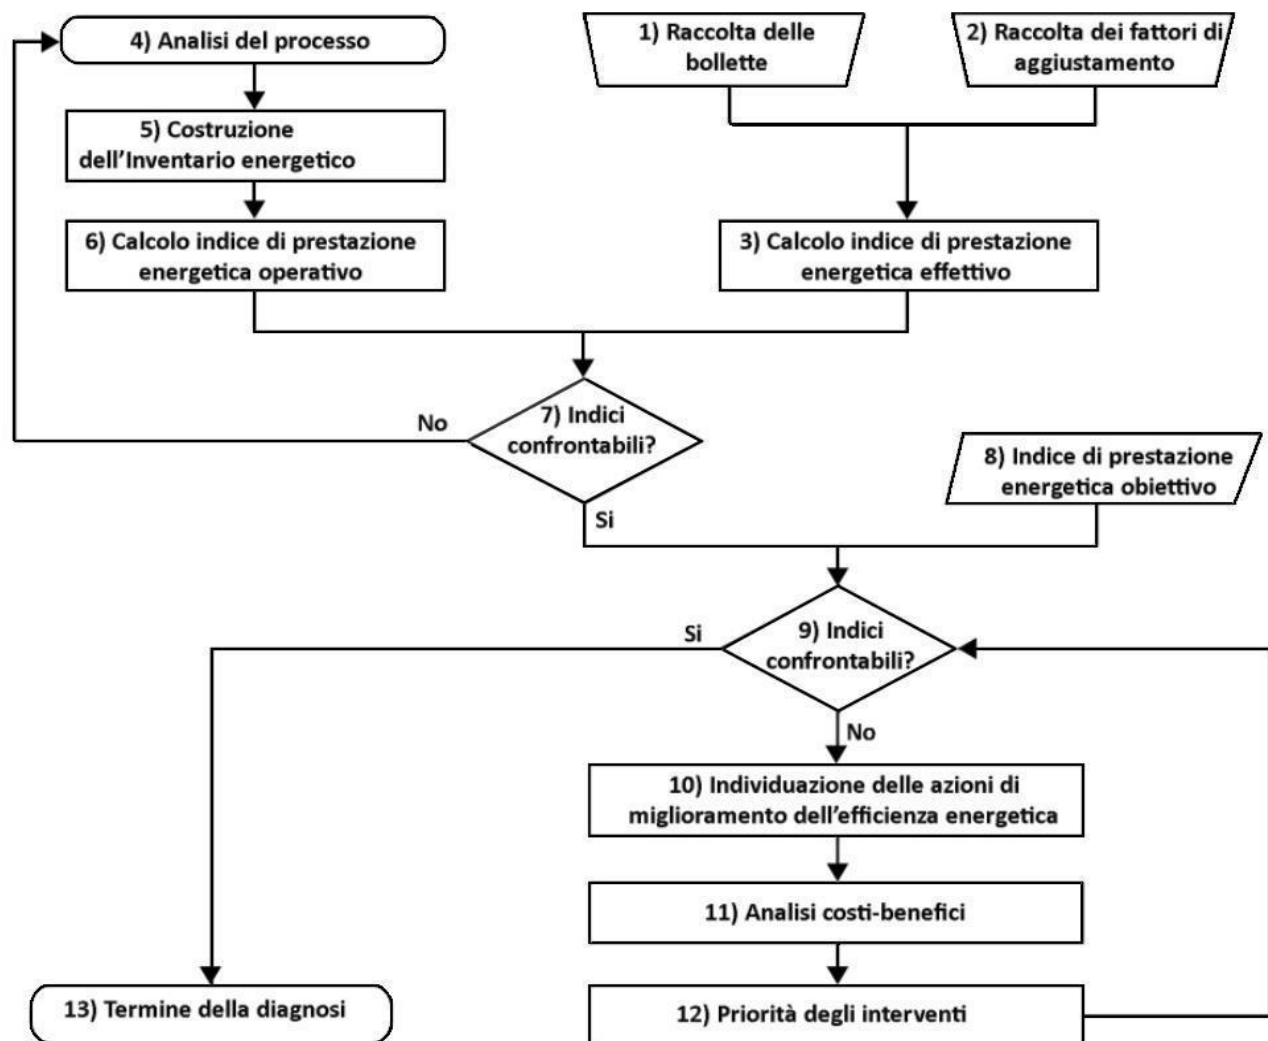 4) Analisi del processo
1) Raccolta delle
bollette
2) Raccolta dei fattori di
aggiustamento
5) Costruzione
dell'Inventario energetico
6) Calcolo indice di prestazione
energetica operativo
3) Calcolo indice di prestazione
energetica effettivo
7) Indici
confrontabili?
No
Si
8) Indice di prestazione
energetica obiettivo
9) Indici
confrontabili?
Si
No
10) Individuazione delle azioni di
miglioramento dell'efficienza energetica
11) Analisi costi-benefici
12) Priorità degli interventi
13) Termine della diagnosi